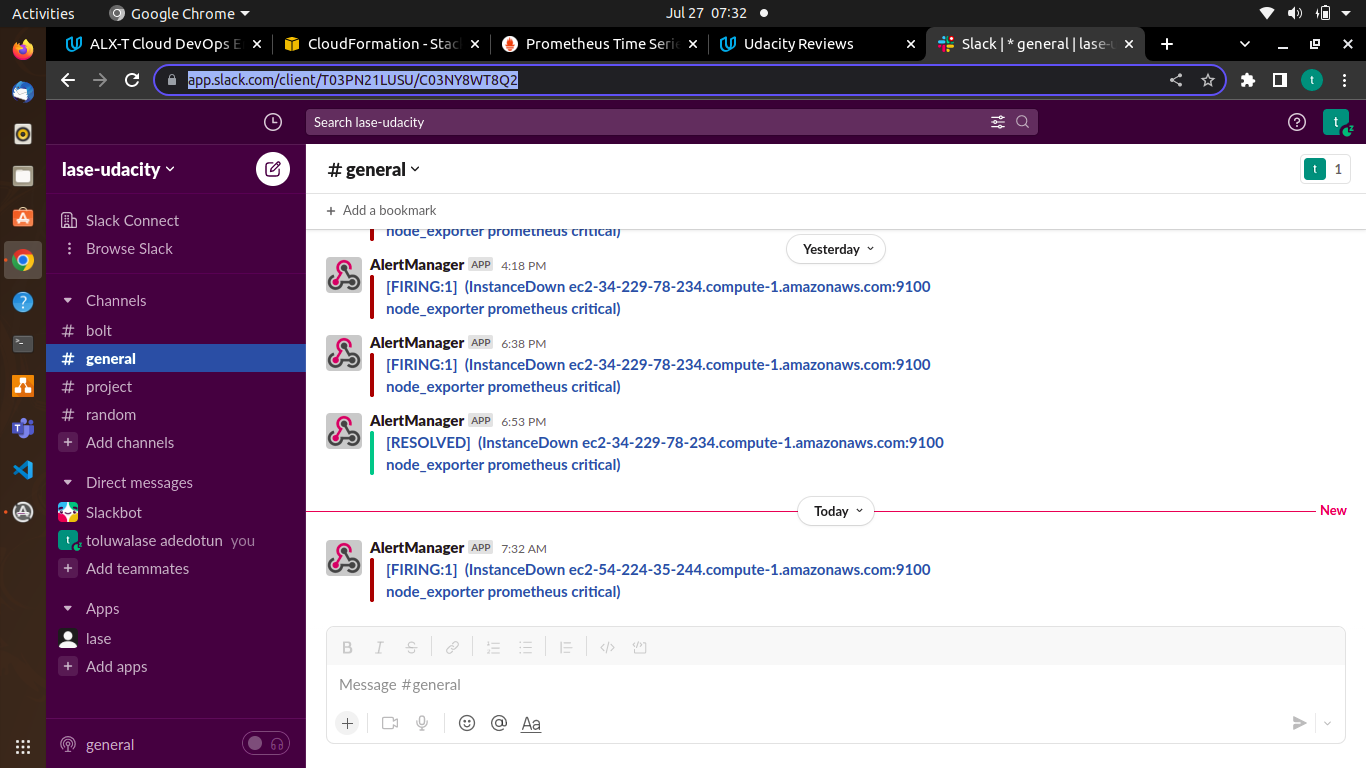 Activities
Google Chrome
Jul 27 07:32
ALX-T Cloud DevOps E
CloudFormation - Stac
Prometheus Time Serie
Udacity Reviews
Slack | * general | lase-u
app.slack.com/client/T03PN21LUSU/C03NY8WT8Q2
t
Search lase-udacity
t
lase-udacity
# general
t 1
+ Add a bookmark
Slack Connect
Browse Slack
Channels
# bolt
# general
# project
# random
+ Add channels
Direct messages
Slackbot
t toluwalase adedotun you
+ Add teammates
Apps
lase
+ Add apps
general
node_exporter prometheus critical)
Yesterday
AlertManager APP 4:18 PM
[FIRING:1] (InstanceDown ec2-34-229-78-234.compute-1.amazonaws.com:9100
node_exporter prometheus critical)
AlertManager APP 6:38 PM
[FIRING:1] (InstanceDown ec2-34-229-78-234.compute-1.amazonaws.com:9100
node_exporter prometheus critical)
AlertManager APP 6:53 PM
[RESOLVED] (InstanceDown ec2-34-229-78-234.compute-1.amazonaws.com:9100
node_exporter prometheus critical)
Today
New
AlertManager APP 7:32 AM
[FIRING:1] (InstanceDown ec2-54-224-35-244.compute-1.amazonaws.com:9100
node_exporter prometheus critical)
B I S
Message #general
+ @ Aa